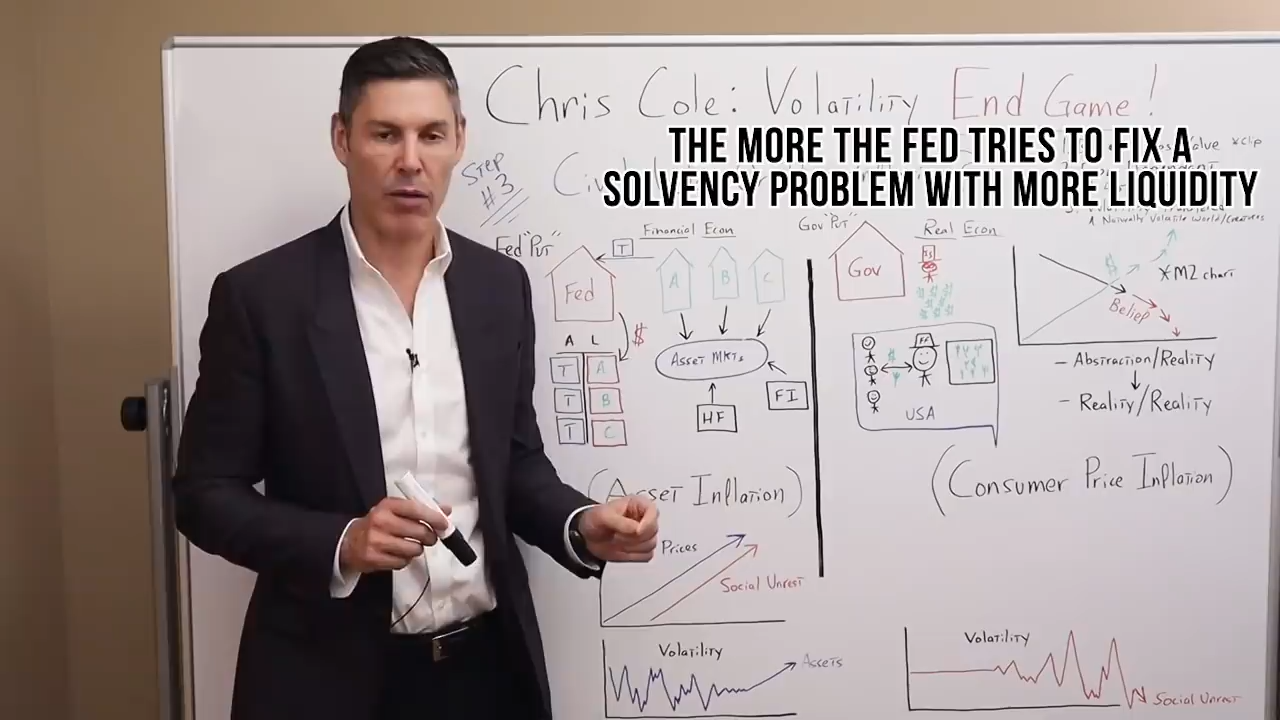 Chris Cole: Volatility End Game!
THE MORE THE FED TRIES TO FIX A
SOLVENCY PROBLEM WITH MORE LIQUIDITY
Step
#3
*clip
Naturally Volatile World/Creatures
Fed "Put"
Financial Econ
Gov "Put"
Real Econ
T
Fed
A
B
C
$
A L
T A
T B
T C
Asset Mkts
HF
FI
Gov
$
USA
$
*M2 chart
Belief
- Abstraction/Reality
- Reality/Reality
(Asset Inflation)
(Consumer Price Inflation)
Prices
Social Unrest
Volatility
Assets
Volatility
Social Unrest